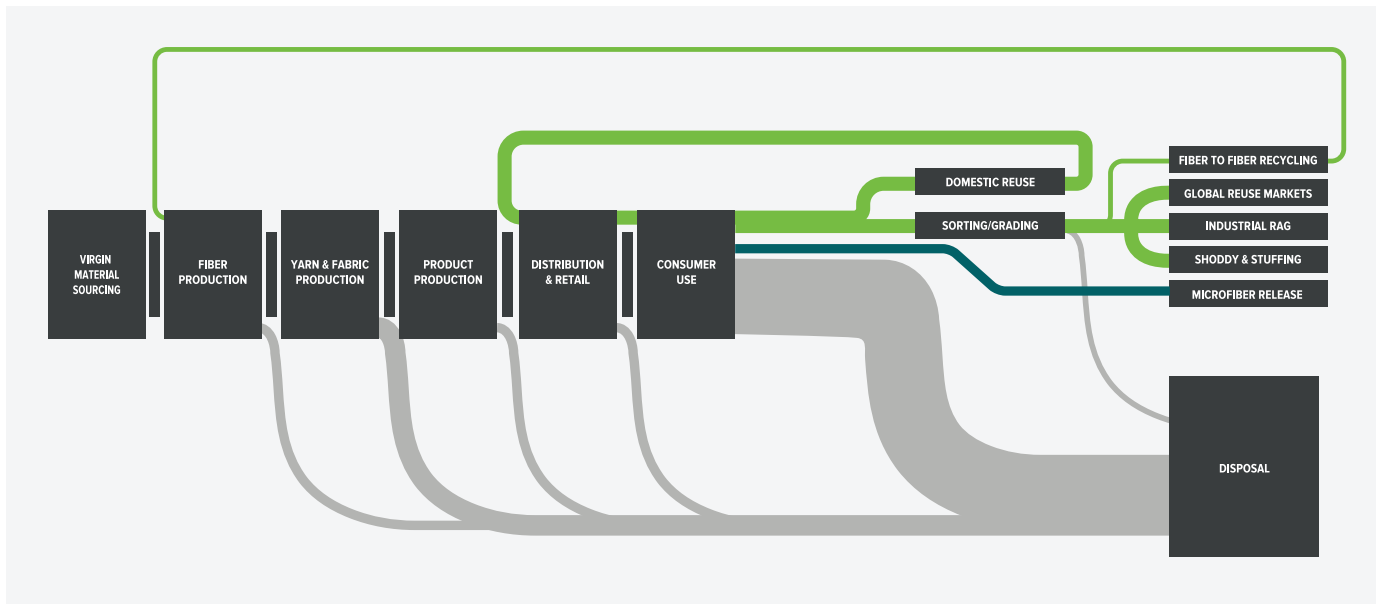 VIRGIN
MATERIAL
SOURCING
FIBER
PRODUCTION
YARN & FABRIC
PRODUCTION
PRODUCT
PRODUCTION
DISTRIBUTION
& RETAIL
CONSUMER
USE
DOMESTIC REUSE
SORTING/GRADING
FIBER TO FIBER RECYCLING
GLOBAL REUSE MARKETS
INDUSTRIAL RAG
SHODDY & STUFFING
MICROFIBER RELEASE
DISPOSAL